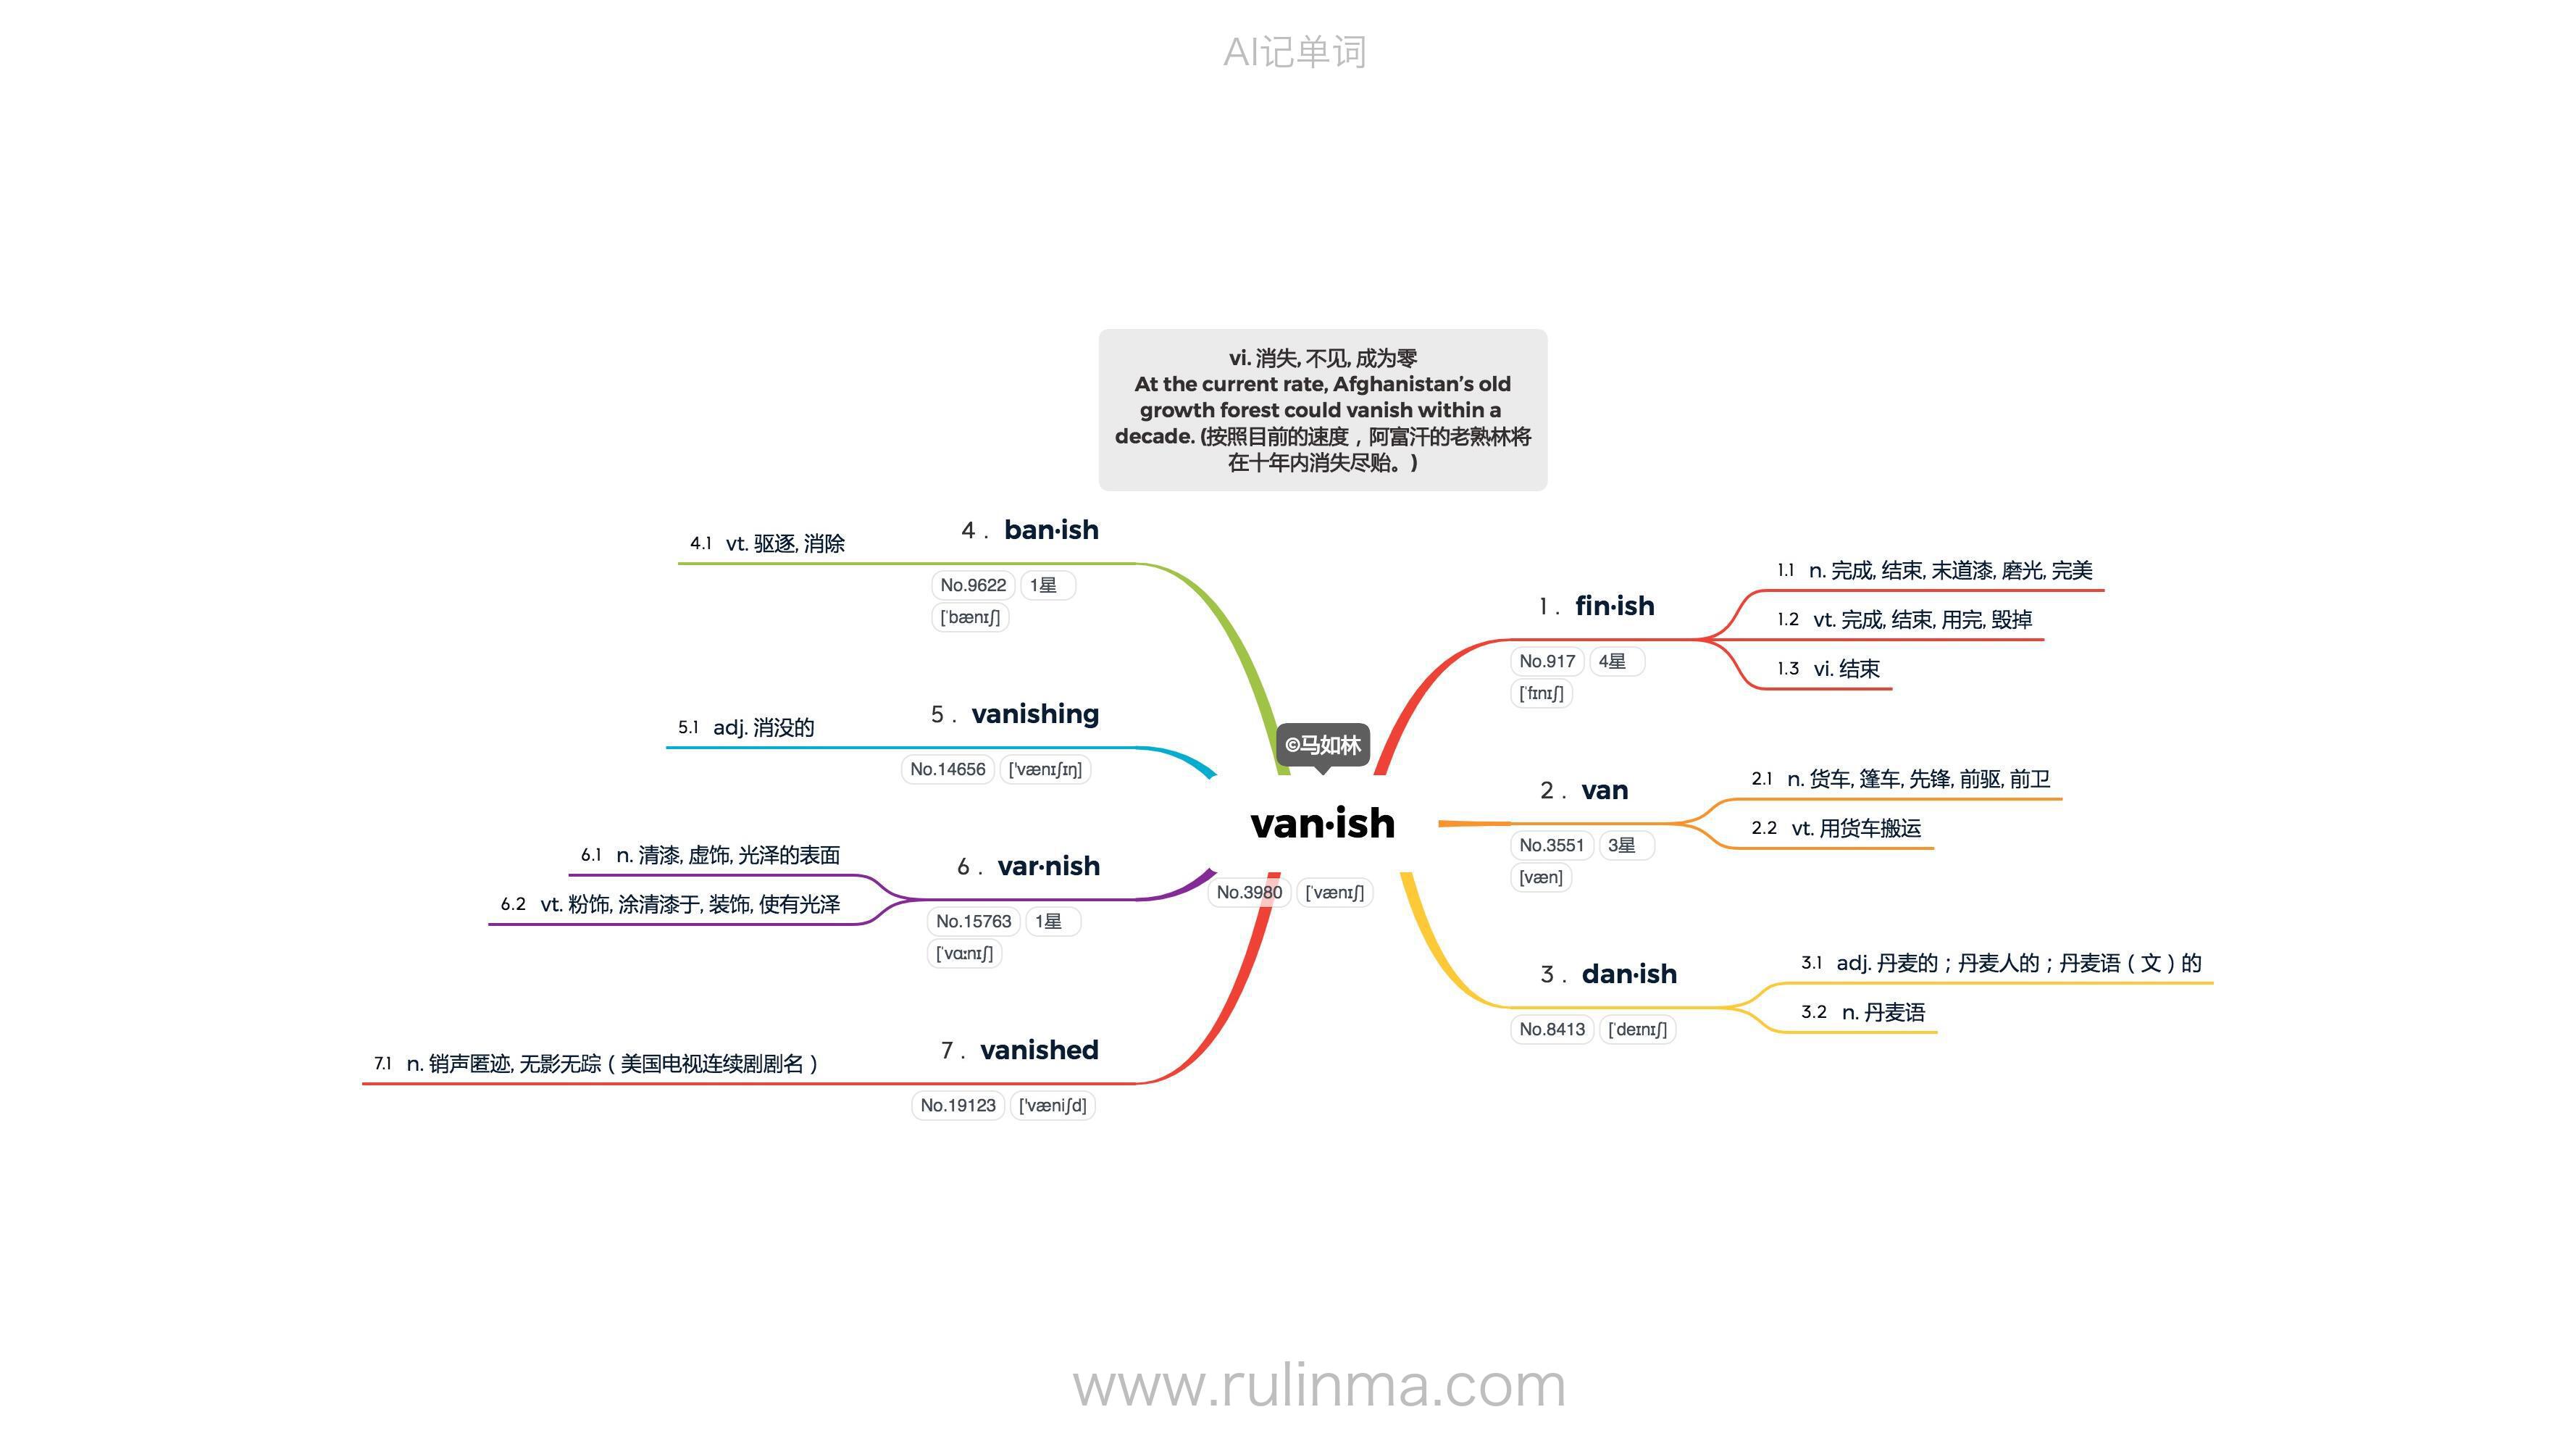 AI记单词
vi. 消失, 不见, 成为零
At the current rate, Afghanistan’s old
growth forest could vanish within a
decade. (按照目前的速度，阿富汗的老熟林将
在十年内消失尽贻。)
©马如林
van·ish
No.3980 [ˈvænɪʃ]
1 . fin·ish
No.917 4星
[ˈfɪnɪʃ]
1.1 n. 完成, 结束, 末道漆, 磨光, 完美
1.2 vt. 完成, 结束, 用完, 毁掉
1.3 vi. 结束
2 . van
No.3551 3星
[væn]
2.1 n. 货车, 篷车, 先锋, 前驱, 前卫
2.2 vt. 用货车搬运
3 . dan·ish
No.8413 [ˈdeɪnɪʃ]
3.1 adj. 丹麦的；丹麦人的；丹麦语（文）的
3.2 n. 丹麦语
4 . ban·ish
No.9622 1星
[ˈbænɪʃ]
4.1 vt. 驱逐, 消除
5 . vanishing
No.14656 ['vænɪʃɪŋ]
5.1 adj. 消没的
6 . var·nish
No.15763 1星
[ˈvɑːnɪʃ]
6.1 n. 清漆, 虚饰, 光泽的表面
6.2 vt. 粉饰, 涂清漆于, 装饰, 使有光泽
7 . vanished
No.19123 ['væniʃd]
7.1 n. 销声匿迹, 无影无踪（美国电视连续剧剧名）
www.rulinma.com